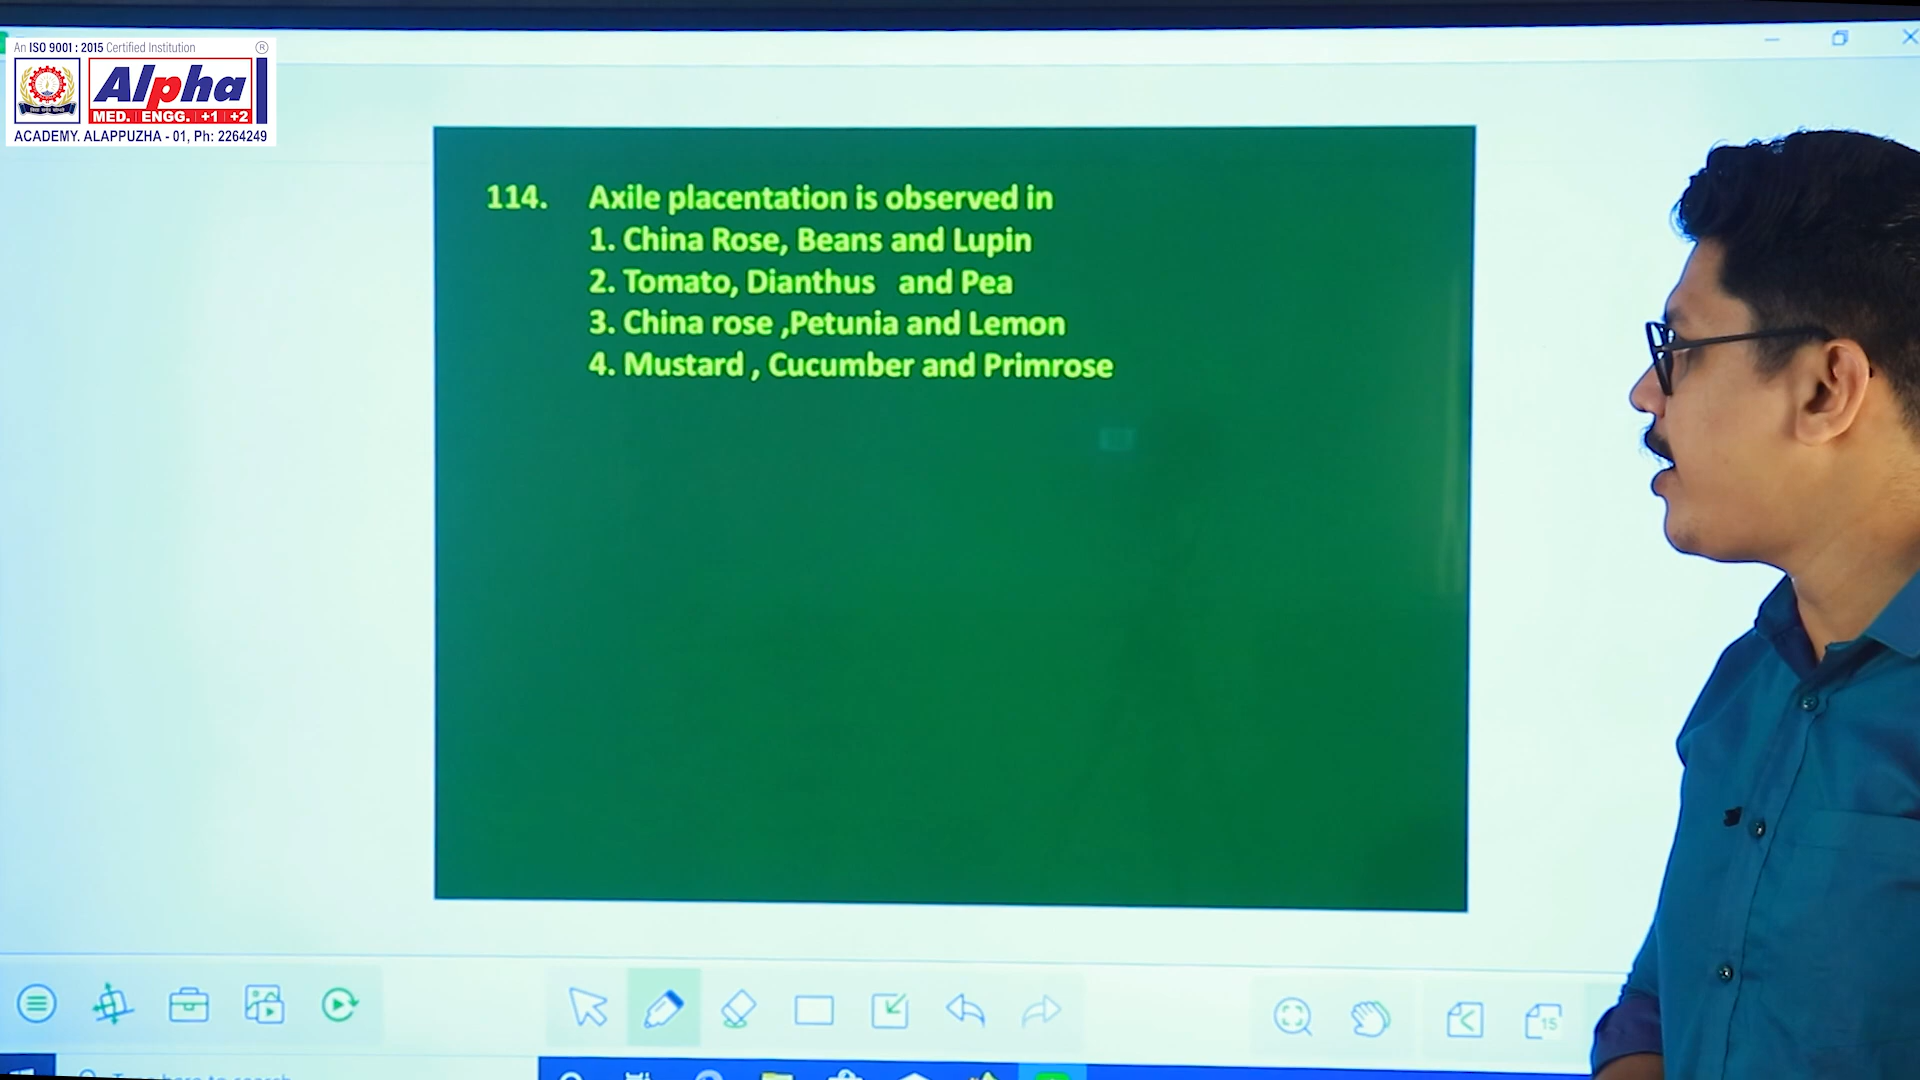 An ISO 9001 : 2015 Certified Institution ®
Alpha
MED. ENGG. +1 +2
ACADEMY. ALAPPUZHA - 01, Ph: 2264249
114. Axile placentation is observed in
1. China Rose, Beans and Lupin
2. Tomato, Dianthus and Pea
3. China rose ,Petunia and Lemon
4. Mustard , Cucumber and Primrose
15